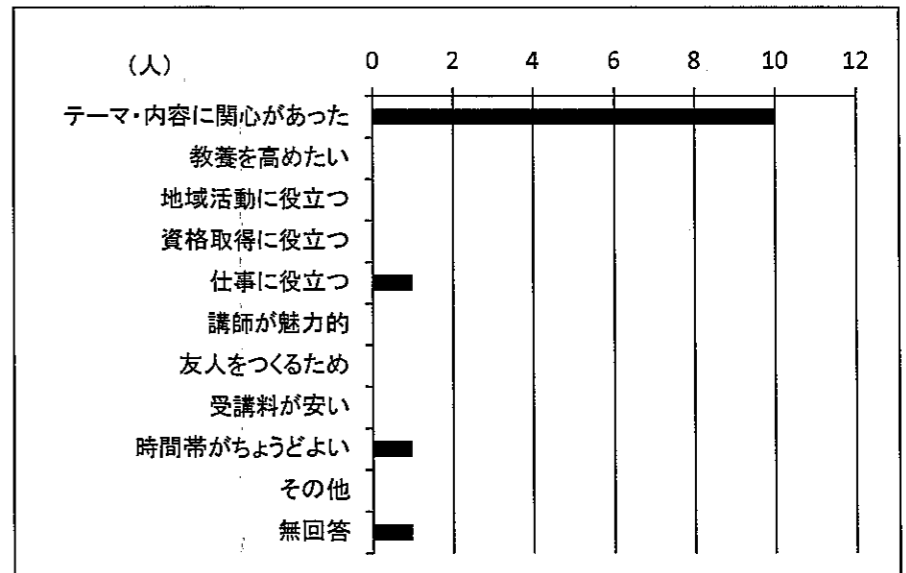 (人) 0 2 4 6 8 10 12
テーマ・内容に関心があった
教養を高めたい
地域活動に役立つ
資格取得に役立つ
仕事に役立つ
講師が魅力的
友人をつくるため
受講料が安い
時間帯がちょうどよい
その他
無回答